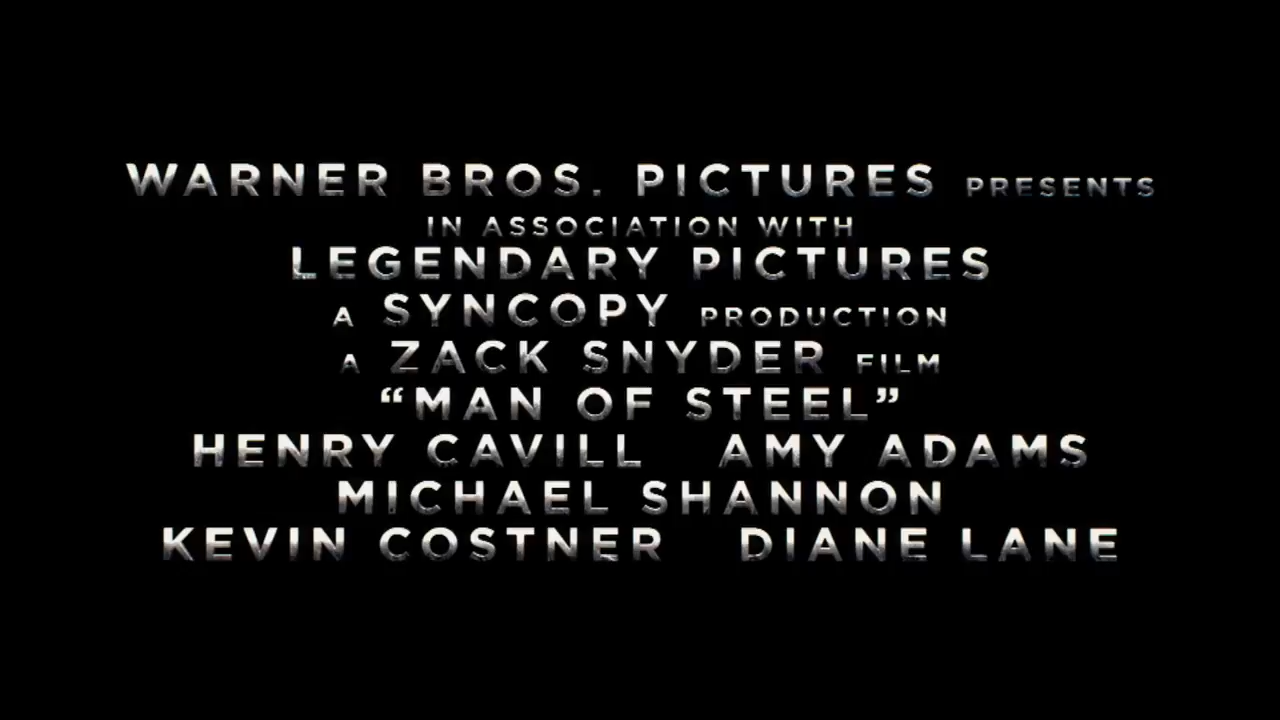 WARNER BROS. PICTURES PRESENTS
IN ASSOCIATION WITH
LEGENDARY PICTURES
A SYNCOPY PRODUCTION
A ZACK SNYDER FILM
“MAN OF STEEL”
HENRY CAVILL AMY ADAMS
MICHAEL SHANNON
KEVIN COSTNER DIANE LANE